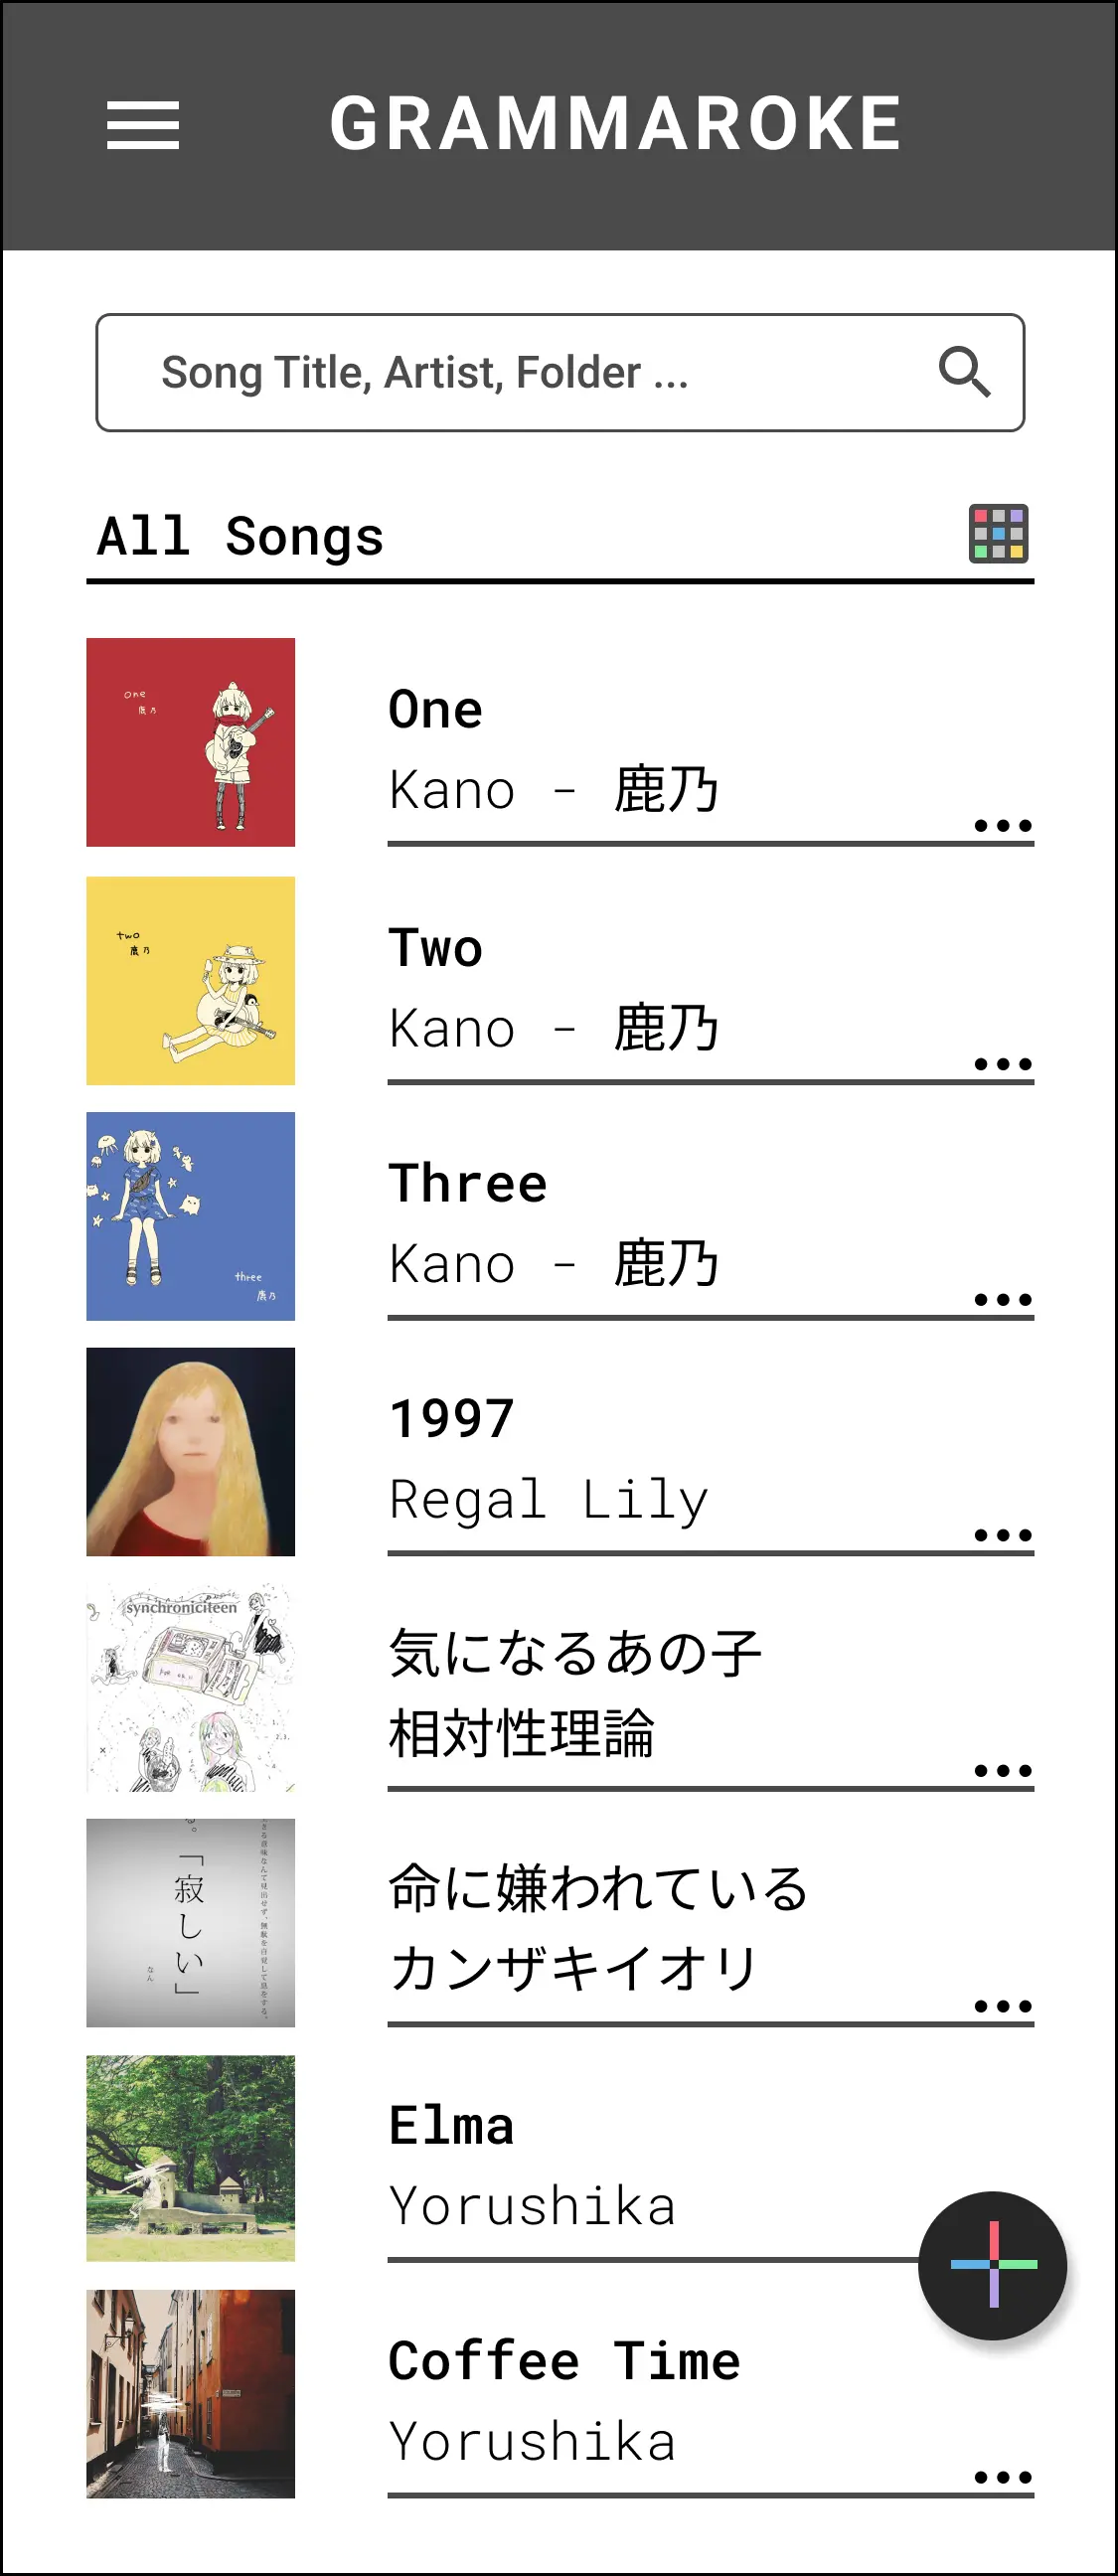 GRAMMAROKE
Song Title, Artist, Folder ...
All Songs
one
鹿乃
One
Kano - 鹿乃
two
鹿乃
Two
Kano - 鹿乃
Three
Kano - 鹿乃
three
鹿乃
1997
Regal Lily
synchroniciteen
気になるあの子
相対性理論
る。
「寂しい」
なん
命に嫌われている
カンザキイオリ
Elma
Yorushika
Coffee Time
Yorushika